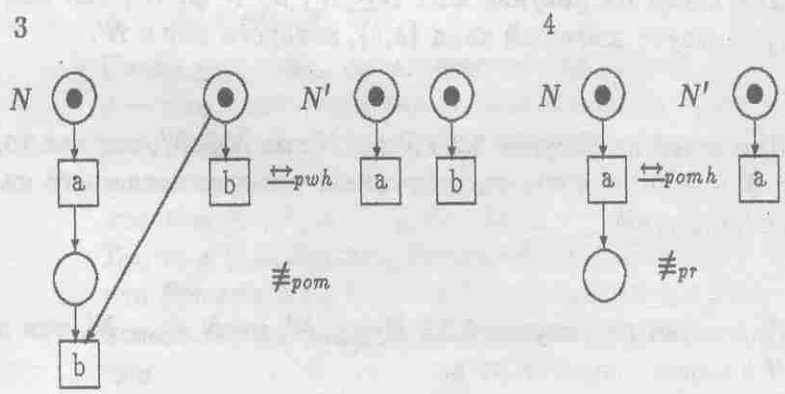 3 4
N N' N N'
a b ↔pwh a b a ↔pomh a
≢pom ≢pr
b